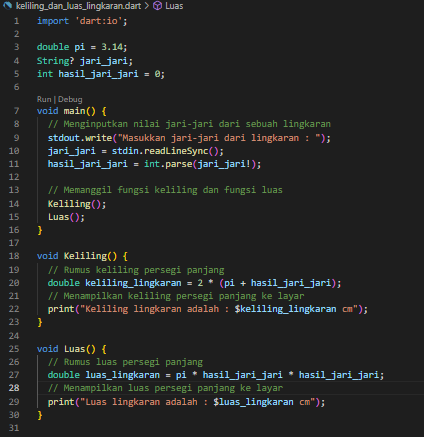 keliling_dan_luas_lingkaran.dart > Luas
1 import 'dart:io';
2
3 double pi = 3.14;
4 String? jari_jari;
5 int hasil_jari_jari = 0;
6
Run | Debug
7 void main() {
8 // Menginputkan nilai jari-jari dari sebuah lingkaran
9 stdout.write("Masukkan jari-jari dari lingkaran : ");
10 jari_jari = stdin.readLineSync();
11 hasil_jari_jari = int.parse(jari_jari!);
12
13 // Memanggil fungsi keliling dan fungsi luas
14 Keliling();
15 Luas();
16 }
17
18 void Keliling() {
19 // Rumus keliling persegi panjang
20 double keliling_lingkaran = 2 * (pi + hasil_jari_jari);
21 // Menampilkan keliling persegi panjang ke layar
22 print("Keliling lingkaran adalah : $keliling_lingkaran cm");
23 }
24
25 void Luas() {
26 // Rumus luas persegi panjang
27 double luas_lingkaran = pi * hasil_jari_jari * hasil_jari_jari;
28 // Menampilkan luas persegi panjang ke layar
29 print("Luas lingkaran adalah : $luas_lingkaran cm");
30 }
31